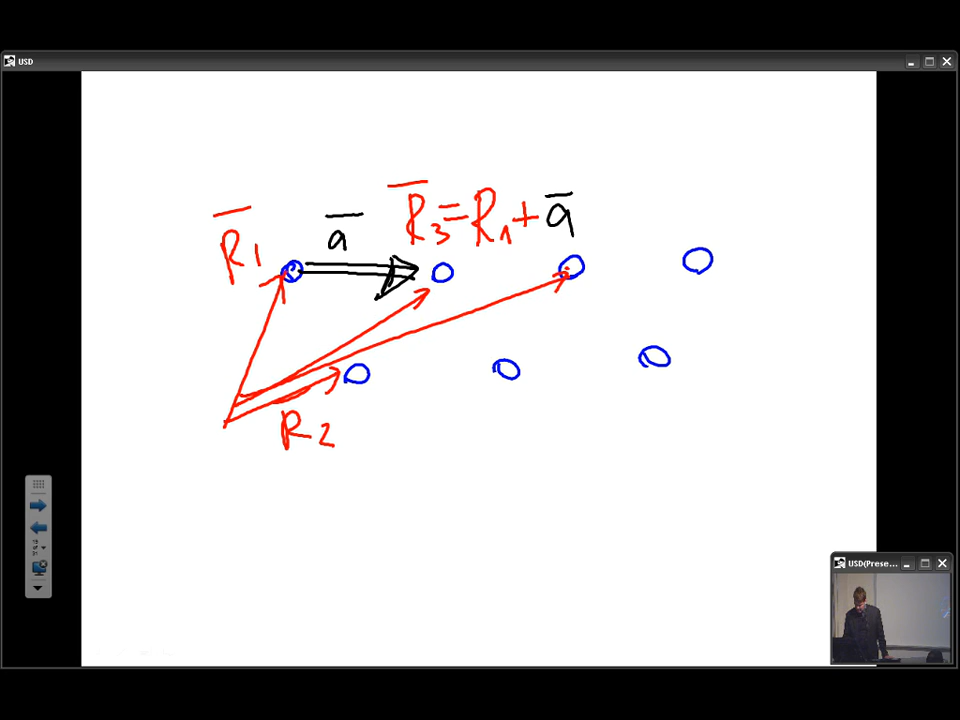 USD
R̅₃=R₁+a̅
R̅1
a̅
R2
USD(Prese...